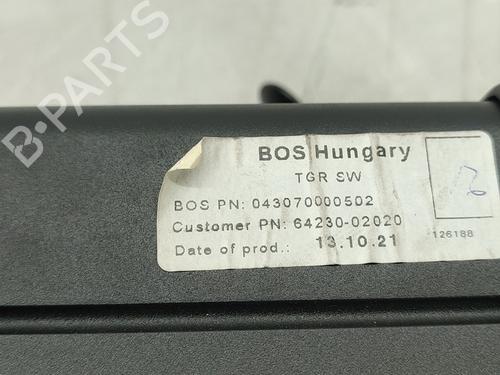 B-PARTS
BOS Hungary
TGR SW
BOS PN: 043070000502
Customer PN: 64230-02020
Date of prod.: 13.10.21
126188